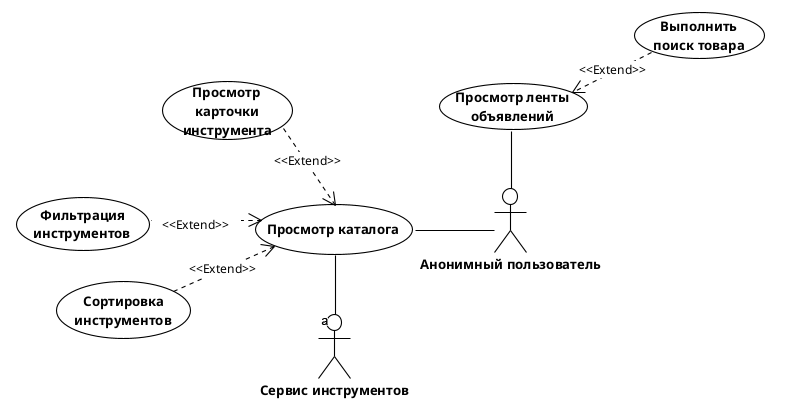 Выполнить
поиск товара
<<Extend>>
Просмотр ленты
объявлений
Просмотр
карточки
инструмента
<<Extend>>
Фильтрация
инструментов
<<Extend>>
Просмотр каталога
Анонимный пользователь
<<Extend>>
Сортировка
инструментов
a
Сервис инструментов